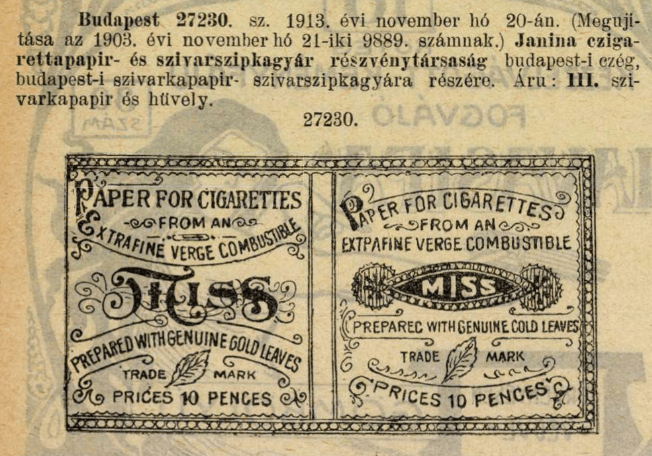 Budapest 27230. sz. 1913. évi november hó 20-án. (Meguji-
tása az 1903. évi november hó 21-iki 9889. számnak.) Janina cziga-
rettapapir- és szivarszipkagyár részvénytársaság budapest-i czég,
budapest-i szivarkapapir- szivarszipkagyára részére. Áru: III. szi-
varkapapir és hüvely.
27230.
PAPER FOR CIGARETTES
FROM AN
EXTRAFINE VERGE COMBUSTIBLE
MISS
PREPARED WITH GENUINE GOLD LEAVES
TRADE MARK
PRICES 10 PENCES
PAPER FOR CIGARETTES
FROM AN
EXTPAFINE VERGE COMBUSTIBLE
MISS
PREPAREC WITH GENUINE GOLD LEAVES
TRADE MARK
PRICES 10 PENCES